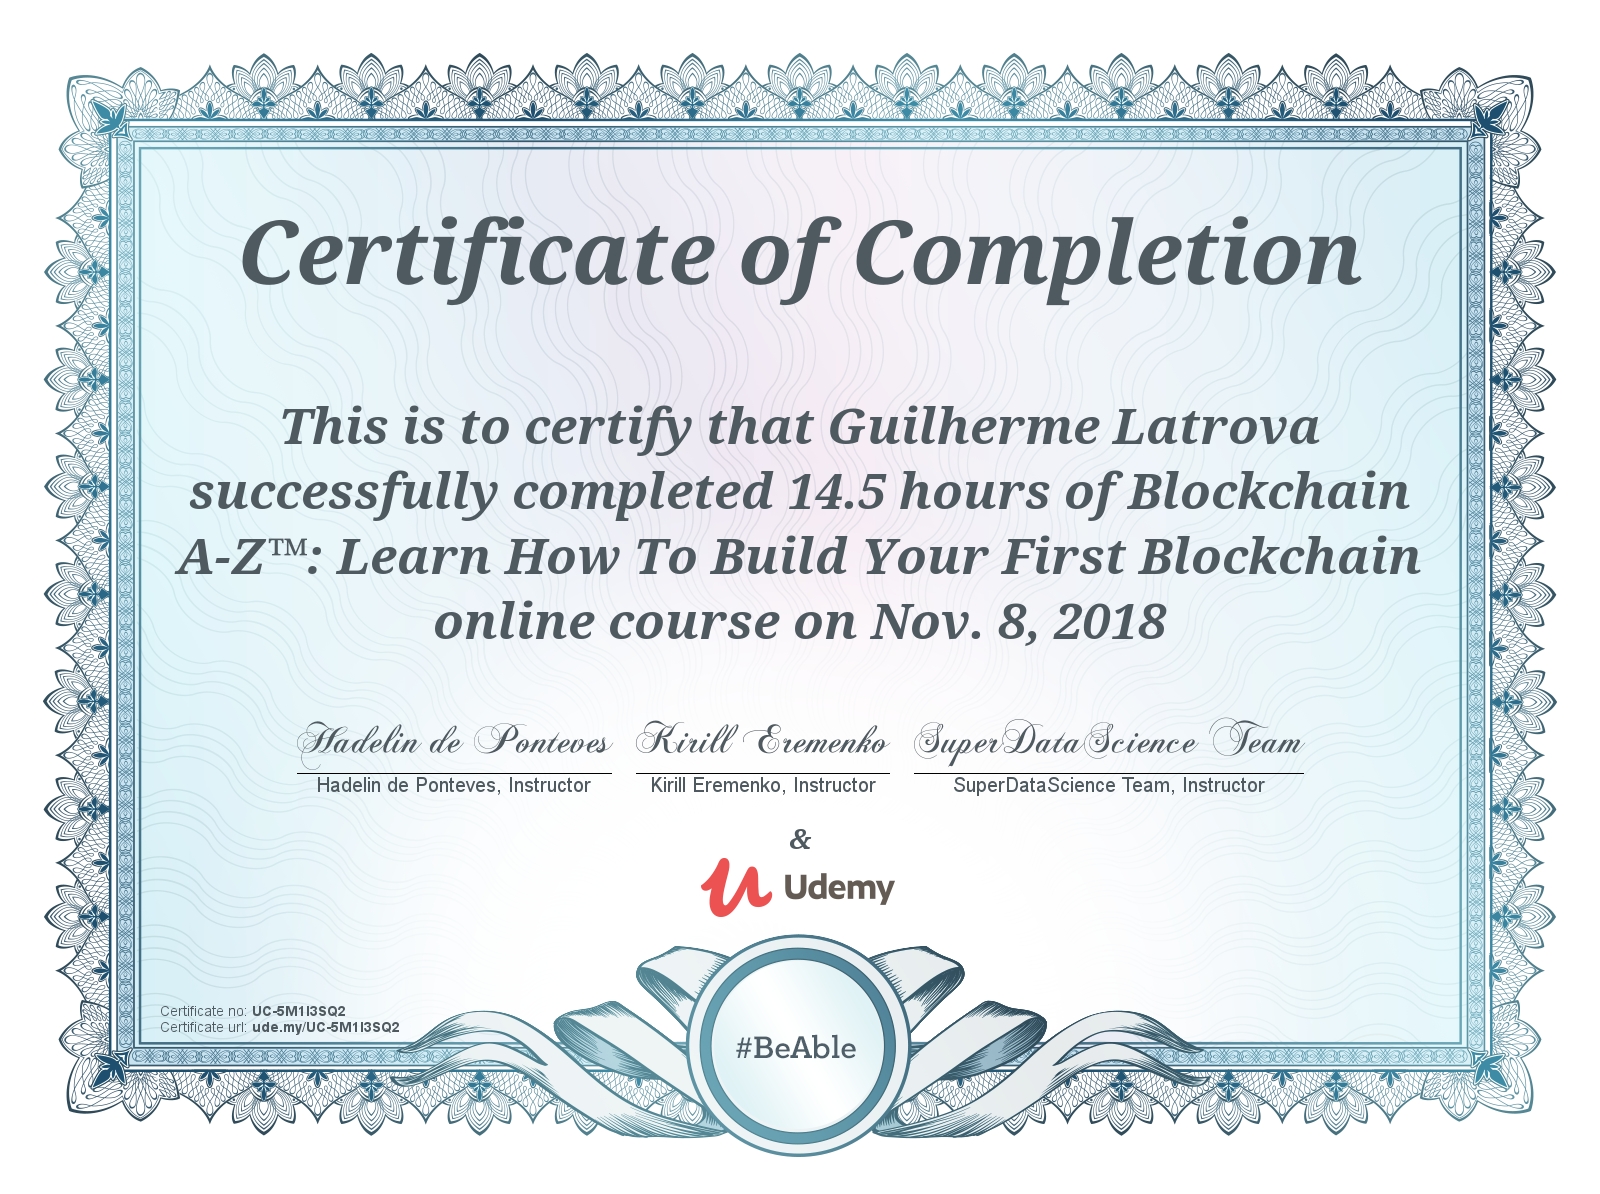 Certificate of Completion
This is to certify that Guilherme Latrova
successfully completed 14.5 hours of Blockchain
A-Z™: Learn How To Build Your First Blockchain
online course on Nov. 8, 2018
Hadelin de Ponteves Kirill Eremenko SuperDataScience Team
Hadelin de Ponteves, Instructor Kirill Eremenko, Instructor SuperDataScience Team, Instructor
&
Udemy
Certificate no: UC-5M1I3SQ2
Certificate url: ude.my/UC-5M1I3SQ2
#BeAble